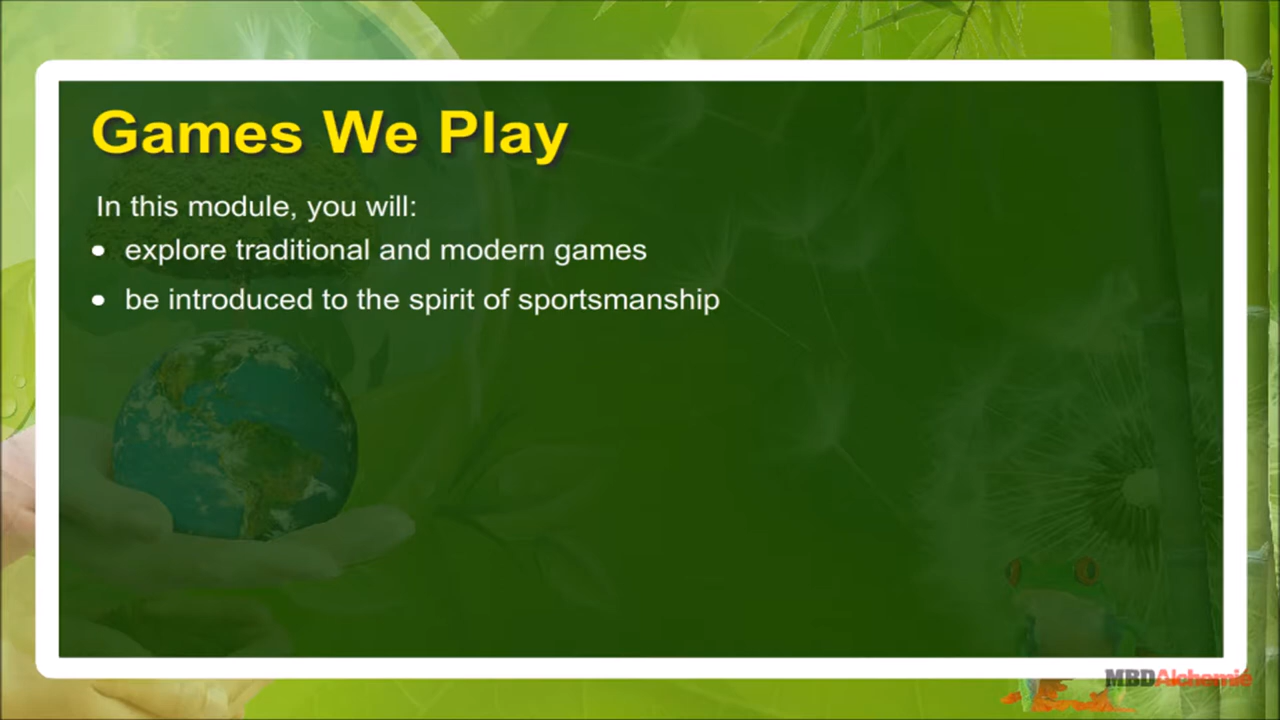 Games We Play
In this module, you will:
• explore traditional and modern games
• be introduced to the spirit of sportsmanship
MBDAlchemie